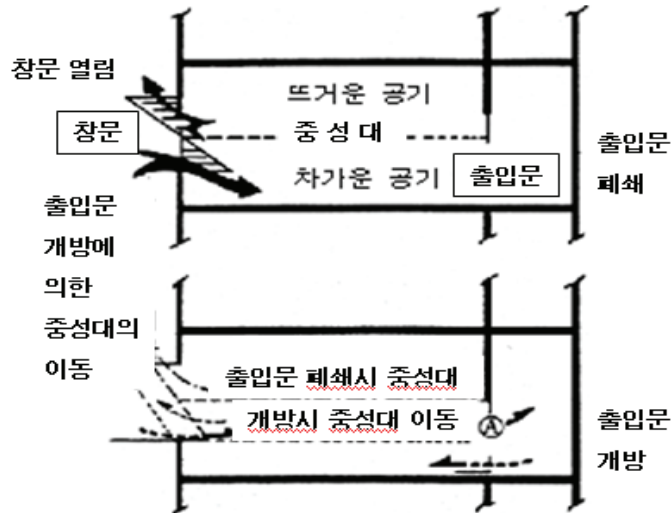 창문 열림
뜨거운 공기
창문
중 성 대
출입문
폐쇄
차가운 공기
출입문
출입문
개방에
의한
중성대의
이동
출입문 폐쇄시 중성대
개방시 중성대 이동
Ⓐ
출입문
개방